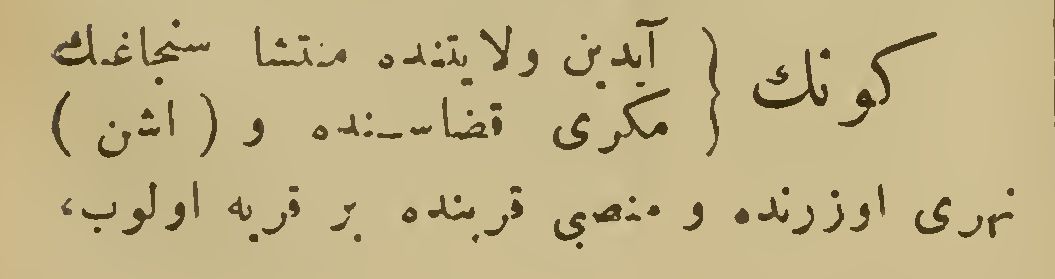 كونك { آيدين ولايتنده منتشا سنجاغنك
مكرى قضاسنده و ( اشن )
نهرى اوزرنده و منصبى قربنده بر قريه اولوب،